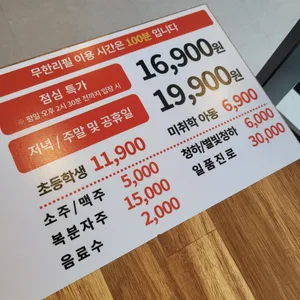 무한리필 이용 시간은 100분 입니다
점심 특가 16,900원
※ 평일 오후 2시 30분 전까지 입장 시
저녁 / 주말 및 공휴일 19,900원
초등학생 11,900 미취학 아동 6,900
소주 / 맥주 5,000 청하/별빛청하 6,000
복분자주 15,000 일품진로 30,000
음료수 2,000